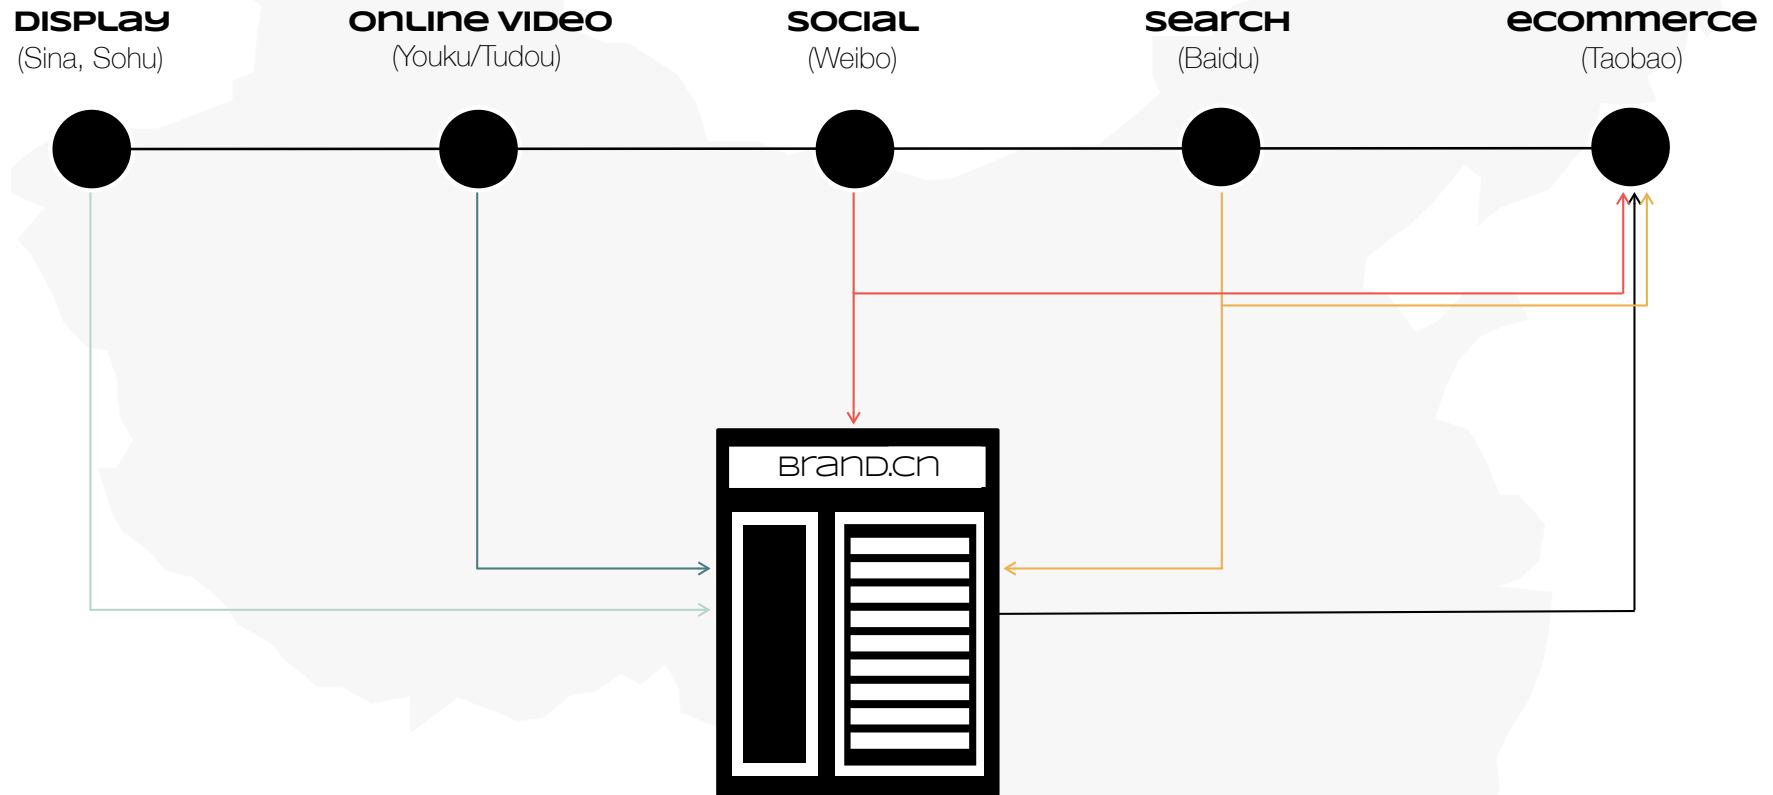 DISPLAY
(Sina, Sohu)
ONLINE VIDEO
(Youku/Tudou)
SOCIAL
(Weibo)
SEARCH
(Baidu)
ECOMMERCE
(Taobao)
BRAND.CN